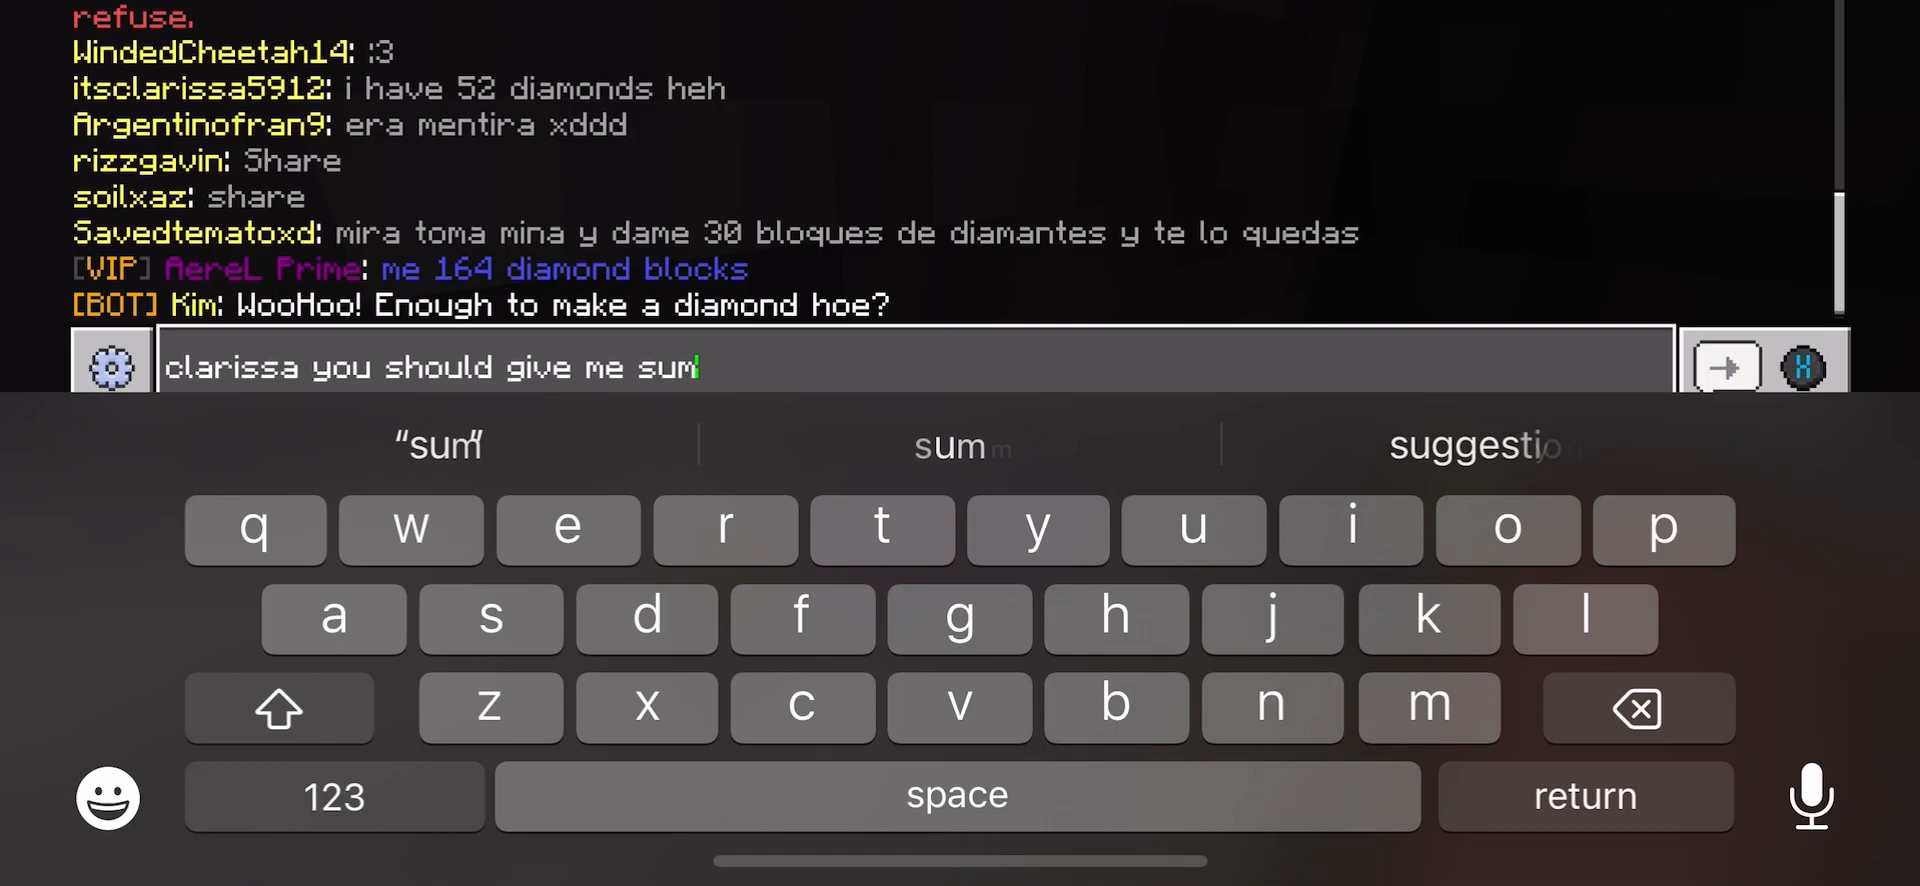 refuse.
WindedCheetah14: :3
itsclarissa5912: i have 52 diamonds heh
Argentinofran9: era mentira xddd
rizzgavin: Share
soilxaz: share
Savedtematoxd: mira toma mina y dame 30 bloques de diamantes y te lo quedas
[VIP] AereL Prime: me 164 diamond blocks
[BOT] Kim: WooHoo! Enough to make a diamond hoe?
clarissa you should give me sum
X
“sum” sum suggestion
q w e r t y u i o p
a s d f g h j k l
z x c v b n m
123 space return